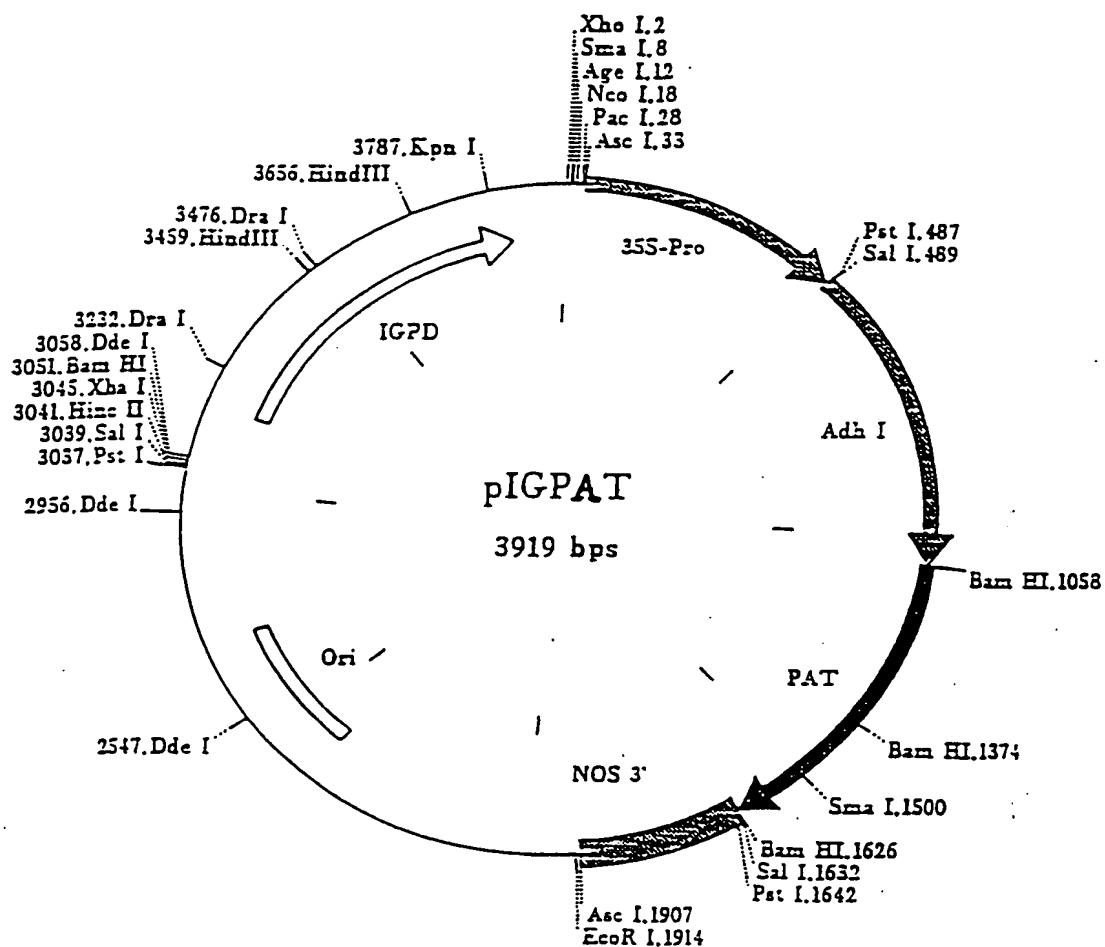 Xho I.2
Sma I.8
Age I.12
Nco I.18
Pac I.28
Asc I.33
3787.Kpn I
3656.HindIII
3476.Dra I
3459.HindIII
3232.Dra I
3058.Dde I
3051.Bam HI
3045.Xba I
3041.Hinc II
3039.Sal I
3037.Pst I
2956.Dde I
2547.Dde I
35S-Pro
Pst I.487
Sal I.489
IGPD
Adh I
pIGPAT
3919 bps
Bam HI.1058
Ori
PAT
Bam HI.1374
NOS 3'
Sma I.1500
Bam HI.1626
Sal I.1632
Pst I.1642
Asc I.1907
EcoR I.1914